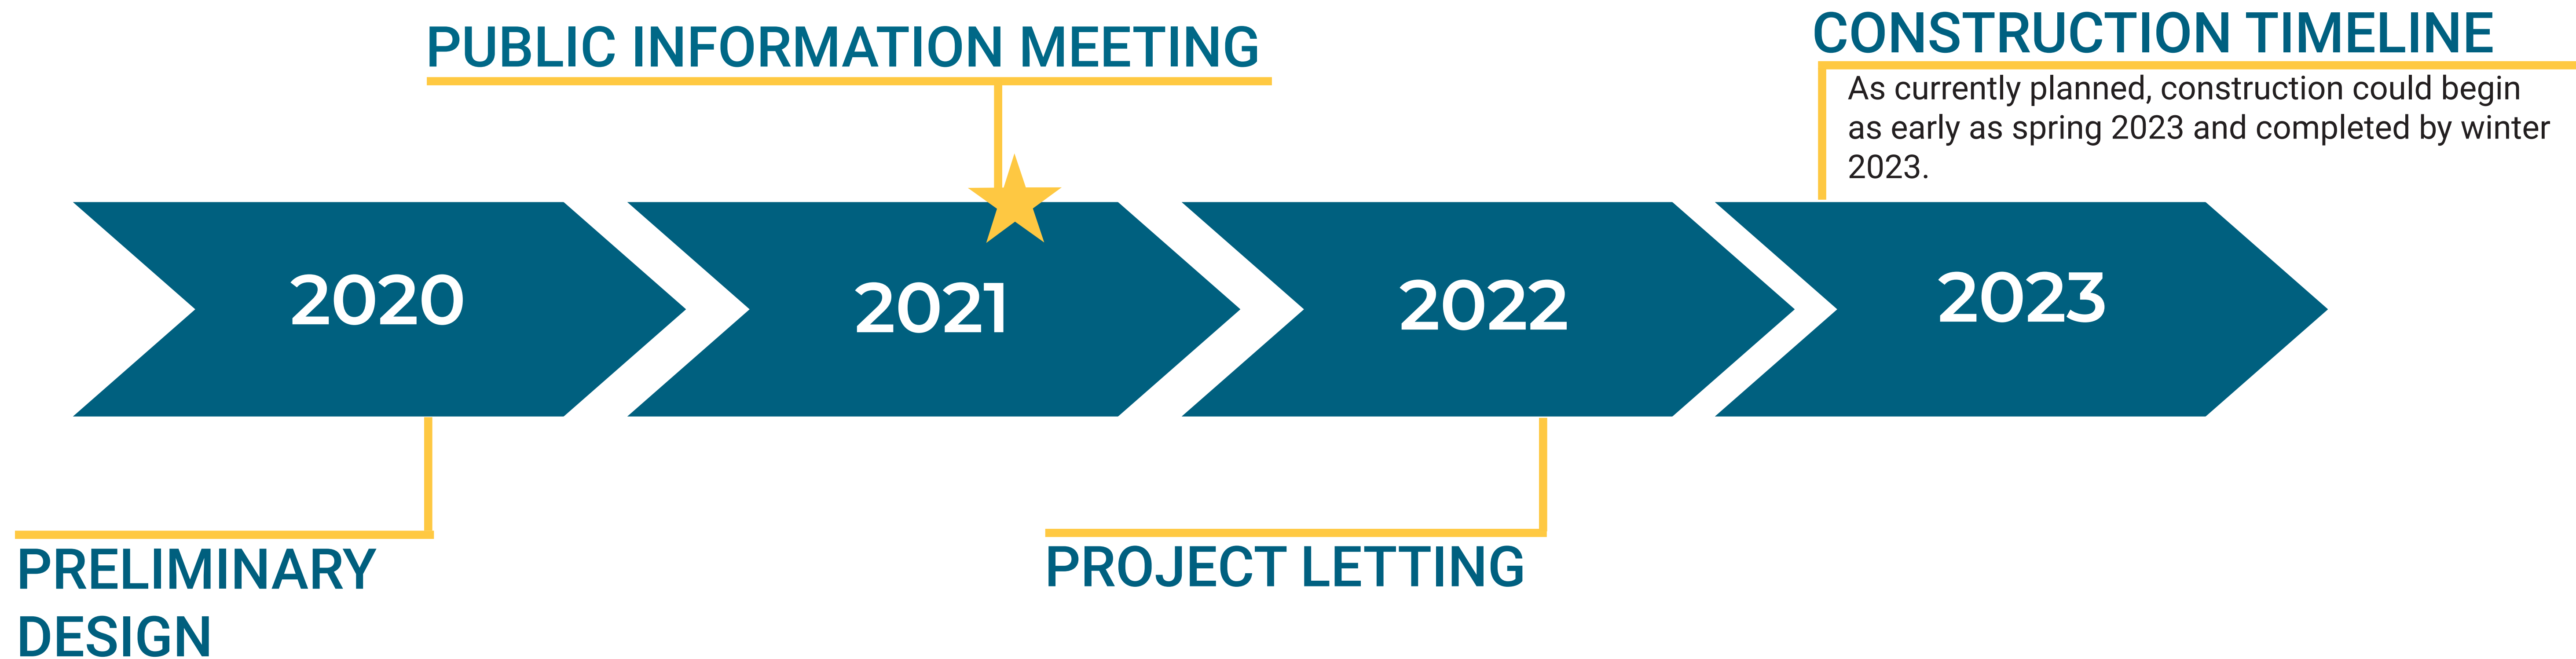 PUBLIC INFORMATION MEETING
CONSTRUCTION TIMELINE
As currently planned, construction could begin
as early as spring 2023 and completed by winter
2023.
2020
2021
2022
2023
PRELIMINARY
DESIGN
PROJECT LETTING